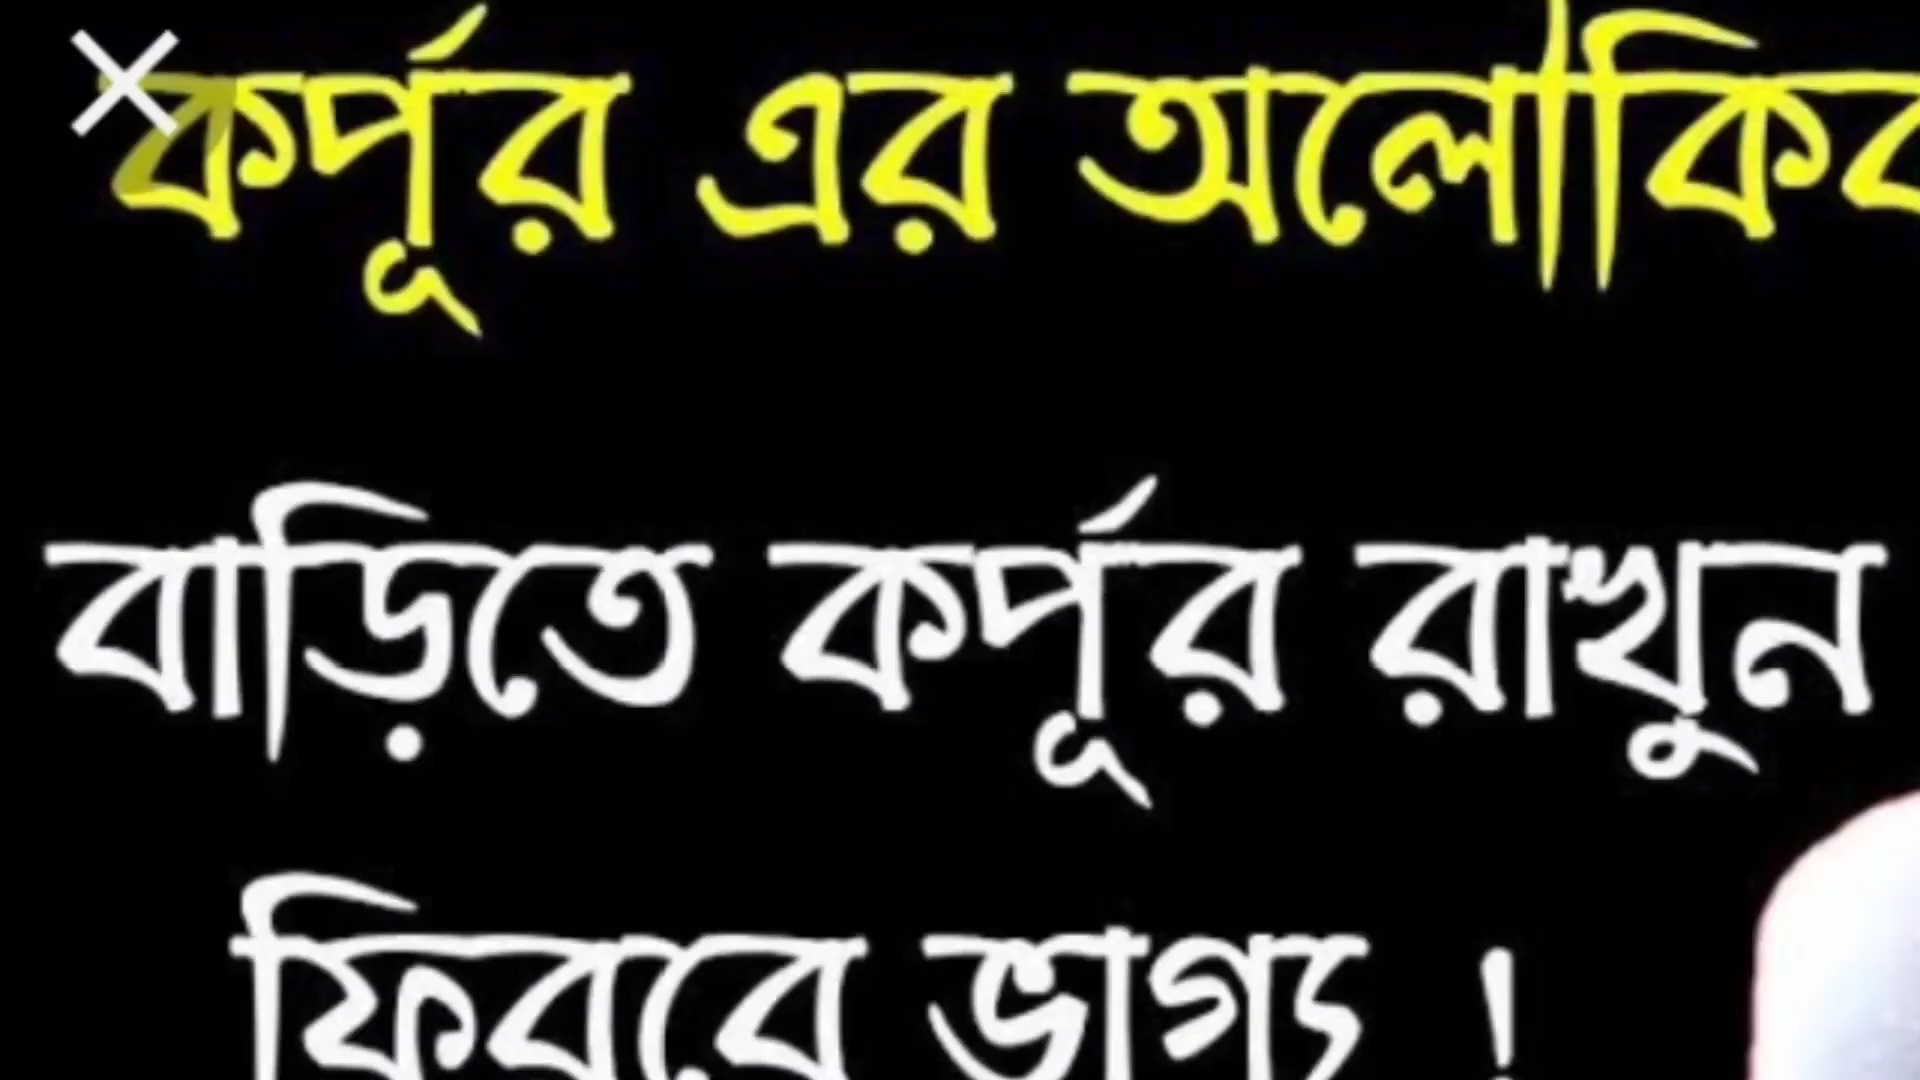 কর্পূর এর অলৌকিক
বাড়িতে কর্পূর রাখুন
ফিরবে ভাগ্য !